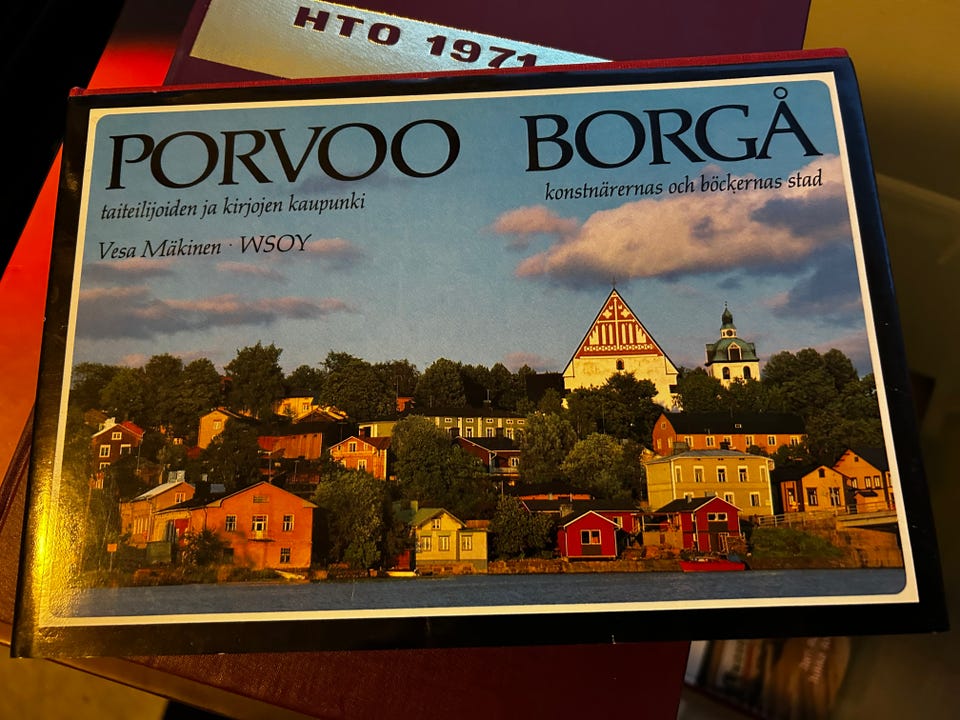 HTO 1971
PORVOO BORGÅ
taiteilijoiden ja kirjojen kaupunki
konstnärernas och böckernas stad
Vesa Mäkinen · WSOY